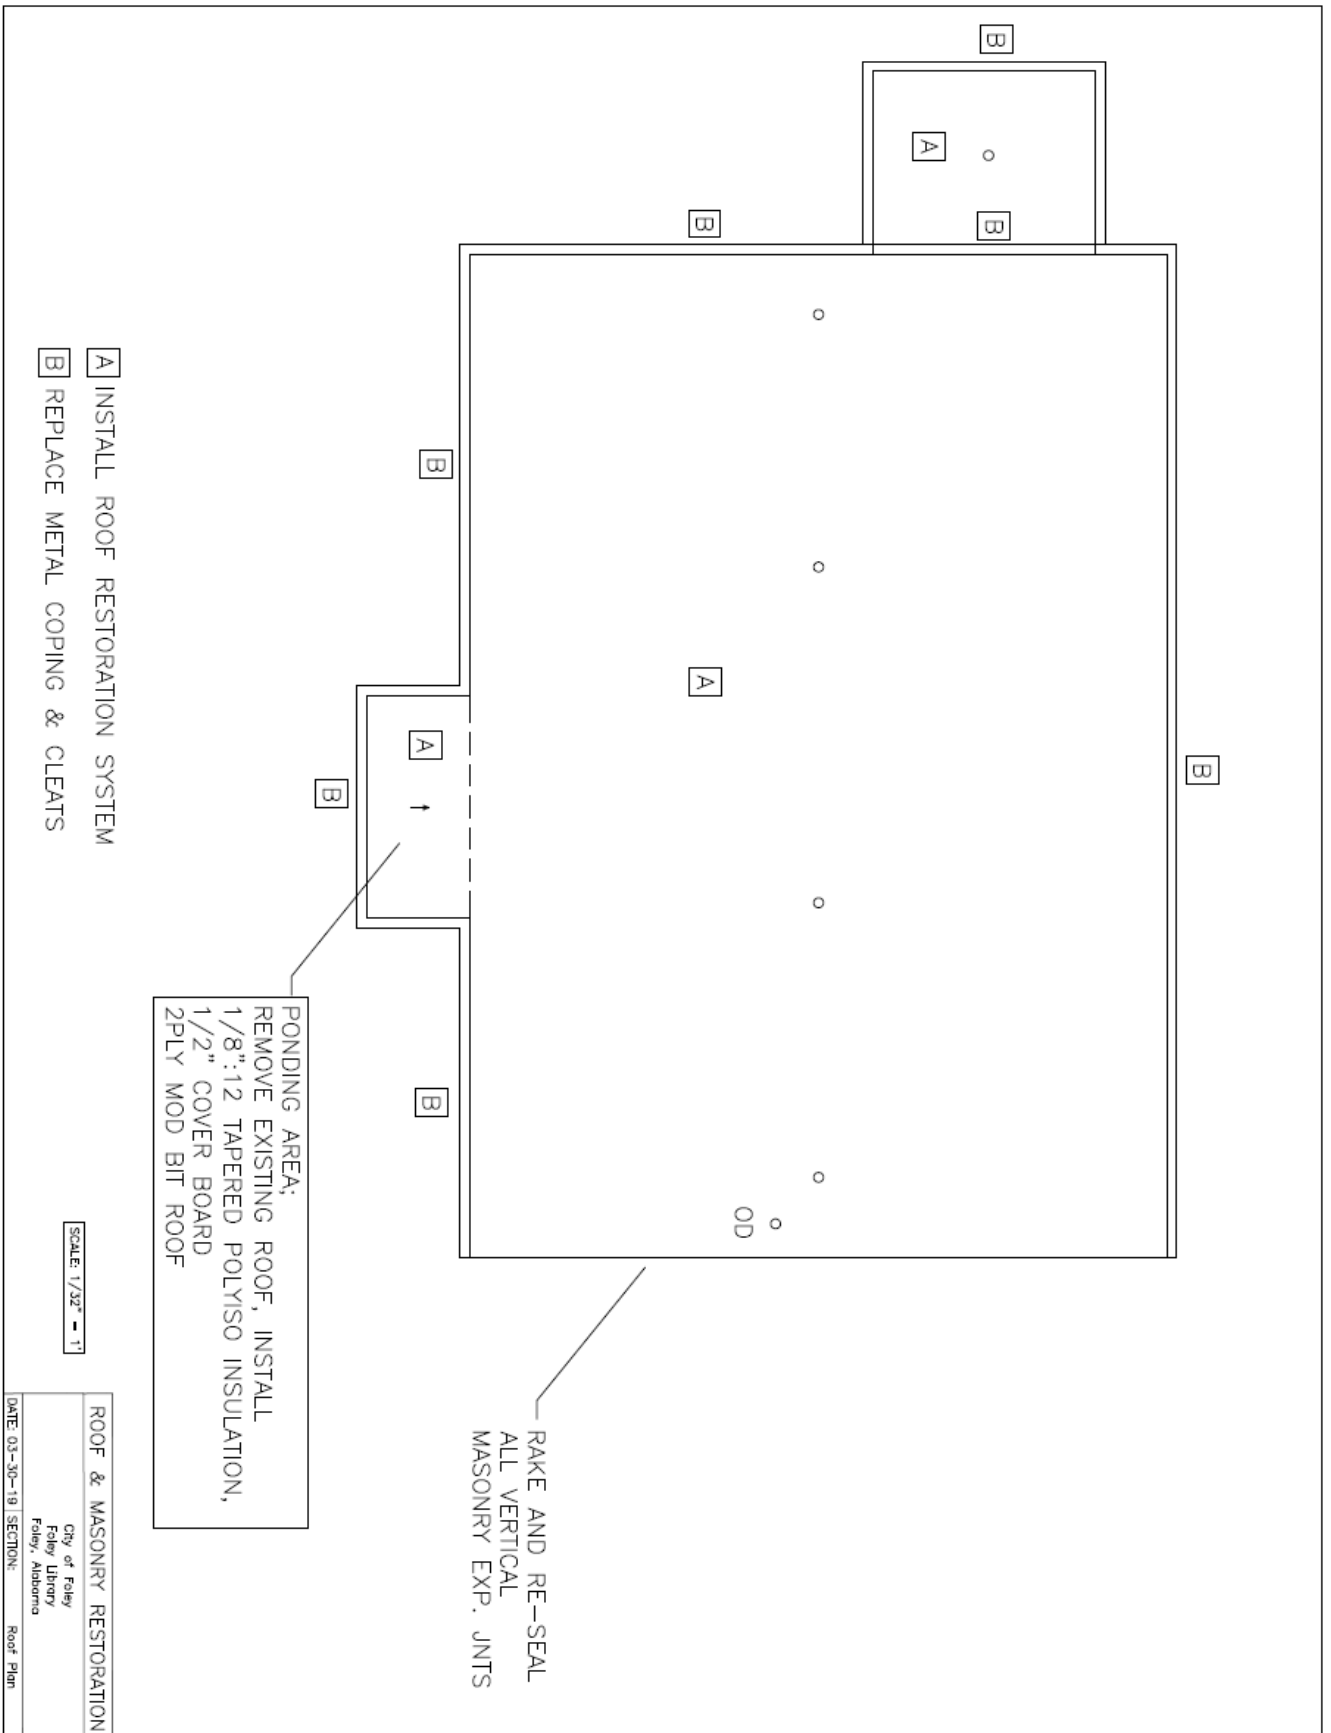 B
A
B
B
B
A
B
A
B
B
OD
RAKE AND RE-SEAL
ALL VERTICAL
MASONRY EXP. JNTS
PONDING AREA;
REMOVE EXISTING ROOF, INSTALL
1/8":12 TAPERED POLYISO INSULATION,
1/2" COVER BOARD
2PLY MOD BIT ROOF
A INSTALL ROOF RESTORATION SYSTEM
B REPLACE METAL COPING & CLEATS
SCALE: 1/32" = 1'
ROOF & MASONRY RESTORATION
City of Foley
Foley Library
Foley, Alabama
DATE: 03-30-19 SECTION: Roof Plan